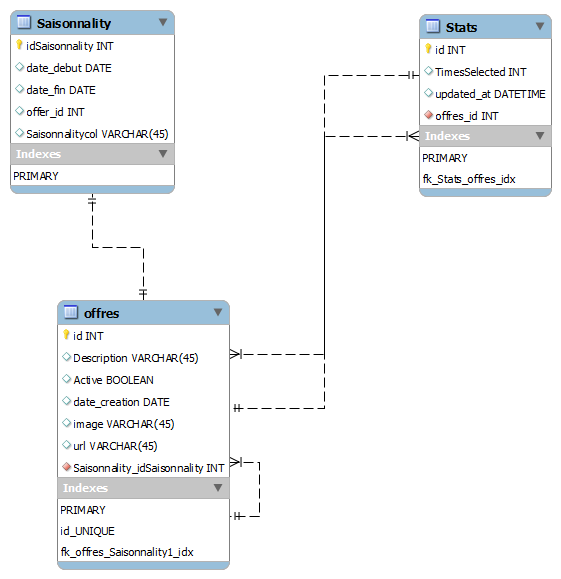 Saisonnality
idSaisonnality INT
date_debut DATE
date_fin DATE
offer_id INT
Saisonnalitycol VARCHAR(45)
Indexes
PRIMARY
Stats
id INT
TimesSelected INT
updated_at DATETIME
offres_id INT
Indexes
PRIMARY
fk_Stats_offres_idx
offres
id INT
Description VARCHAR(45)
Active BOOLEAN
date_creation DATE
image VARCHAR(45)
url VARCHAR(45)
Saisonnality_idSaisonnality INT
Indexes
PRIMARY
id_UNIQUE
fk_offres_Saisonnality1_idx